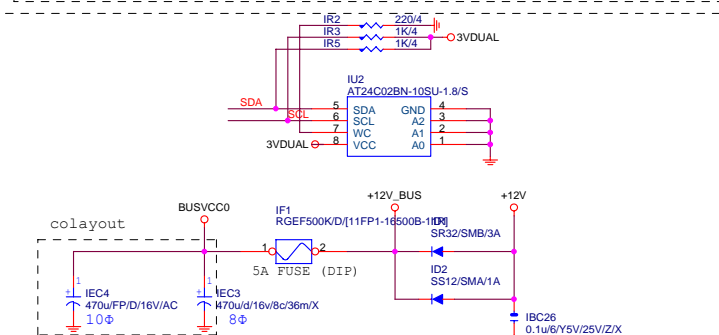 IR2 220/4
IR3 1K/4 3VDUAL
IR5 1K/4
IU2
AT24C02BN-10SU-1.8/S
SDA 5 SDA GND 4
SCL 6 SCL A2 3
7 WC A1 2
3VDUAL 8 VCC A0 1
BUSVCC0 +12V_BUS +12V
colayout
IF1
RGEF500K/D/[11FP1-16500B-
SR32/SMB/3A
1 2
5A FUSE (DIP)
ID2
SS12/SMA/1A
1 1
IEC4 IEC3
470u/FP/D/16V/AC 470u/d/16v/8c/36m/X
10Φ 8Φ
IBC26
0.1u/6/Y5V/25V/Z/X